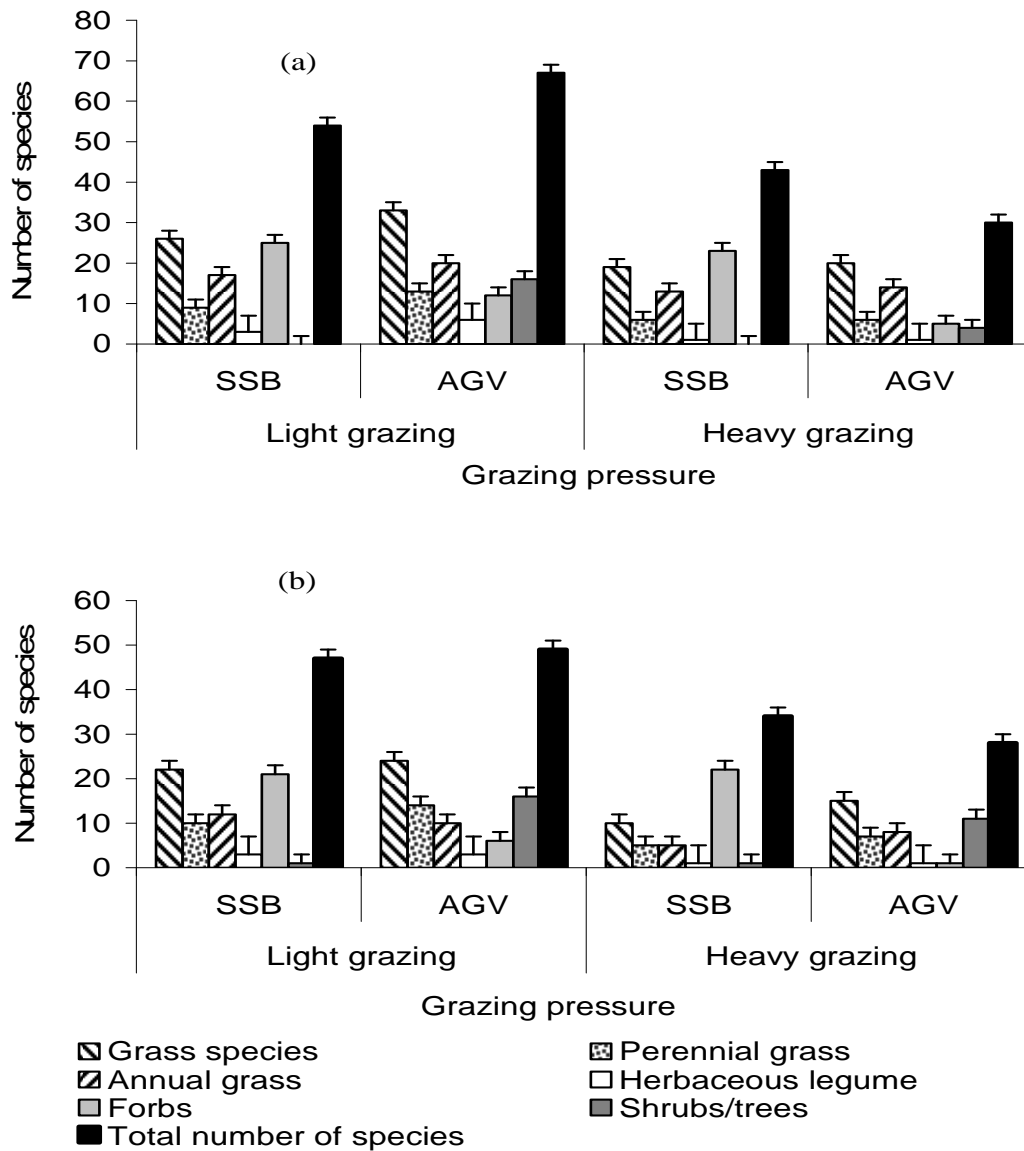 80
70
60
50
40
30
20
10
0
Number of species
(a)
SSB AGV SSB AGV
Light grazing Heavy grazing
Grazing pressure
60
50
40
30
20
10
0
Number of species
(b)
SSB AGV SSB AGV
Light grazing Heavy grazing
Grazing pressure
Grass species Perennial grass
Annual grass Herbaceous legume
Forbs Shrubs/trees
Total number of species